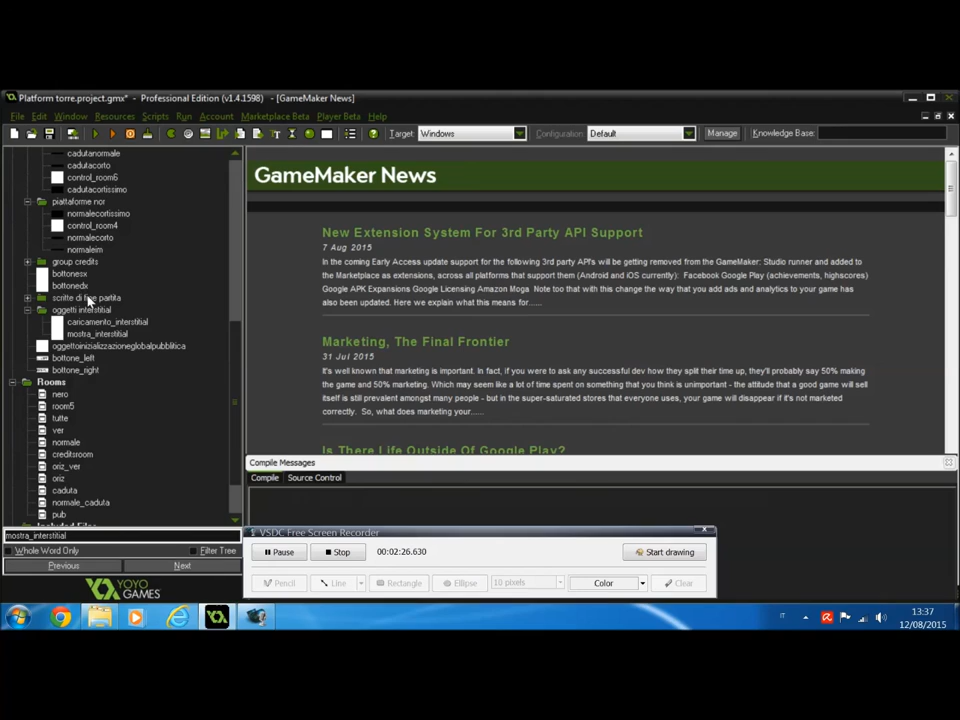 Platform torre.project.gmx* - Professional Edition (v1.4.1598) - [GameMaker News]
File Edit Window Resources Scripts Run Account Marketplace Beta Player Beta Help
Target: Windows Configuration: Default Manage Knowledge Base:
cadutanormale
cadutacorto
control_room6
cadutacortissimo
piattaforme nor
normalecortissimo
control_room4
normalecorto
normaleim
group credits
bottonesx
bottonedx
scritte di fine partita
oggetti interstitial
caricamento_interstitial
mostra_interstitial
oggettoinizializzazioneglobalpubblitica
bottone_left
bottone_right
Rooms
nero
room5
tutte
ver
normale
creditsroom
oriz_ver
oriz
caduta
normale_caduta
pub
Included Files
mostra_interstitial
Whole Word Only Filter Tree
Previous Next
YOYO
GAMES
GameMaker News
New Extension System For 3rd Party API Support
7 Aug 2015
In the coming Early Access update support for the following 3rd party API's will be getting removed from the GameMaker: Studio runner and added to
the Marketplace as extensions, across all platforms that support them (Android and iOS currently): Facebook Google Play (achievements, highscores)
Google APK Expansions Google Licensing Amazon Moga Note too that with this change the way that you add ads and analytics to your game has
also been updated. Here we explain what this means for......
Marketing, The Final Frontier
31 Jul 2015
It's well known that marketing is important. In fact, if you were to ask any successful dev how they split their time up, they'll probably say 50% making
the game and 50% marketing. Which may seem like a lot of time spent on something that you think is unimportant - the attitude that a good game will sell
itself is still prevalent amongst many people - but in the super-saturated stores that everyone uses, your game will disappear if it's not marketed
correctly. So, what does marketing your......
Is There Life Outside Of Google Play?
Compile Messages
Compile Source Control
VSDC Free Screen Recorder
Pause Stop 00:02:26.630 Start drawing
Pencil Line Rectangle Ellipse 10 pixels Color Clear
IT 13:37
12/08/2015